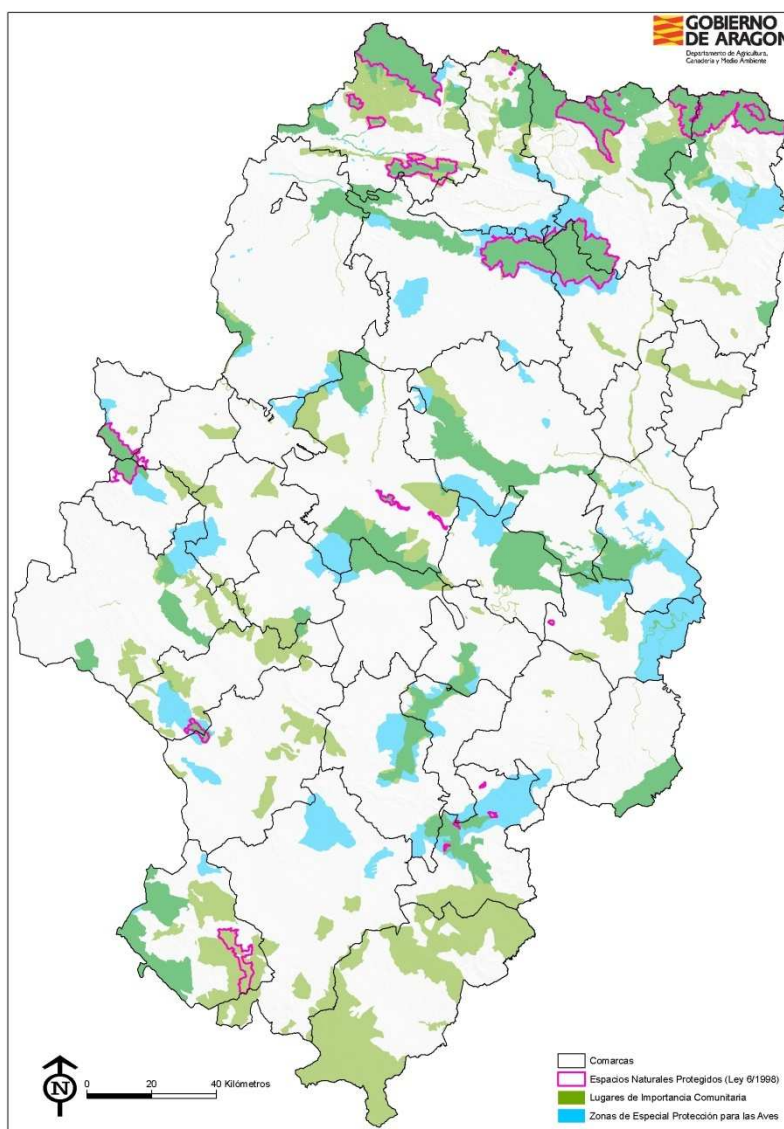 GOBIERNO
DE ARAGON
Departamento de Agricultura,
Ganadería y Medio Ambiente
N
0 20 40 Kilómetros
Comarcas
Espacios Naturales Protegidos (Ley 6/1998)
Lugares de Importancia Comunitaria
Zonas de Especial Protección para las Aves